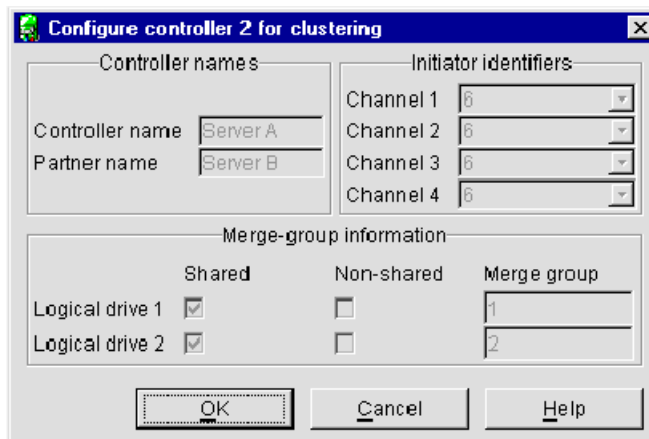 Configure controller 2 for clustering
Controller names
Controller name Server A
Partner name Server B
Initiator identifiers
Channel 1 6
Channel 2 6
Channel 3 6
Channel 4 6
Merge-group information
Shared Non-shared Merge group
Logical drive 1 1
Logical drive 2 2
OK Cancel Help